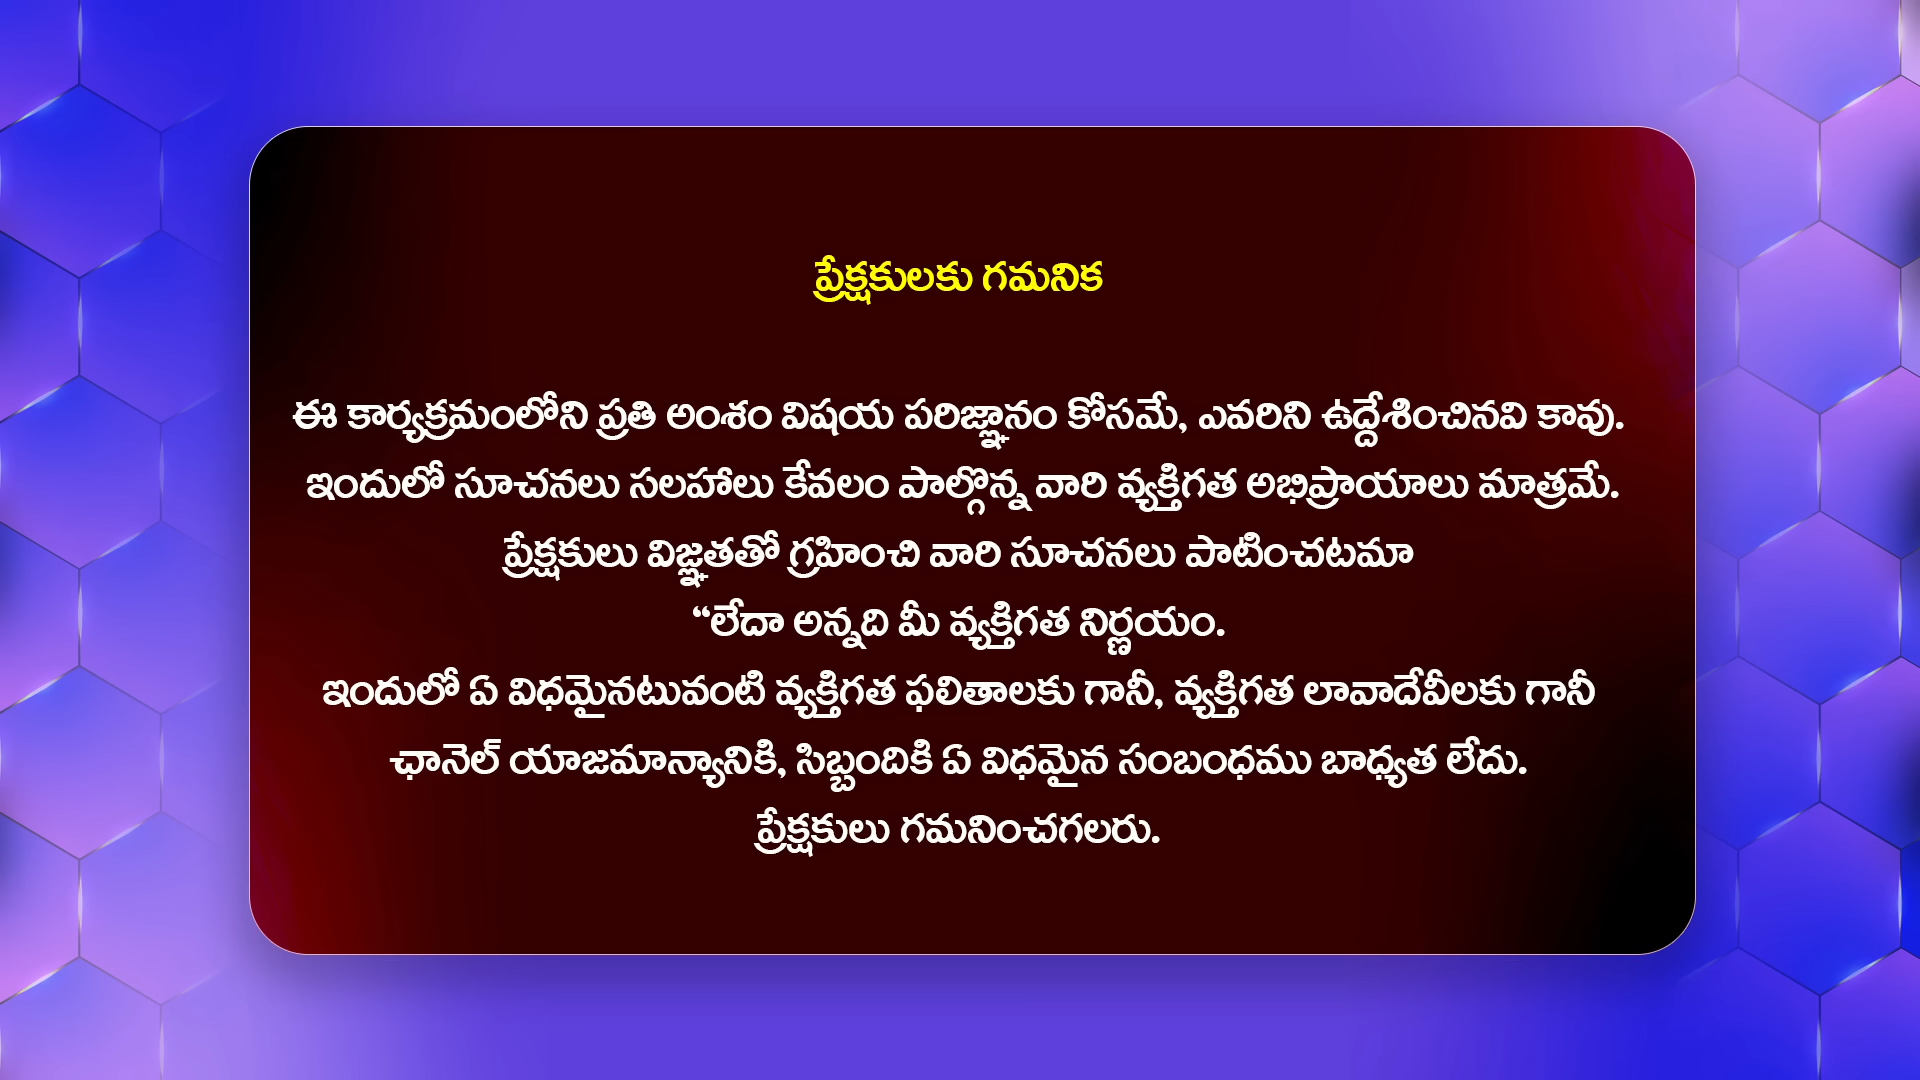 ప్రేక్షకులకు గమనిక
ఈ కార్యక్రమంలోని ప్రతి అంశం విషయ పరిజ్ఞానం కోసమే, ఎవరిని ఉద్దేశించినవి కావు.
ఇందులో సూచనలు సలహాలు కేవలం పాల్గొన్న వారి వ్యక్తిగత అభిప్రాయాలు మాత్రమే.
ప్రేక్షకులు విజ్ఞతతో గ్రహించి వారి సూచనలు పాటించటమా
“లేదా అన్నది మీ వ్యక్తిగత నిర్ణయం.
ఇందులో ఏ విధమైనటువంటి వ్యక్తిగత ఫలితాలకు గానీ, వ్యక్తిగత లావాదేవీలకు గానీ
ఛానెల్ యాజమాన్యానికి, సిబ్బందికి ఏ విధమైన సంబంధము బాధ్యత లేదు.
ప్రేక్షకులు గమనించగలరు.